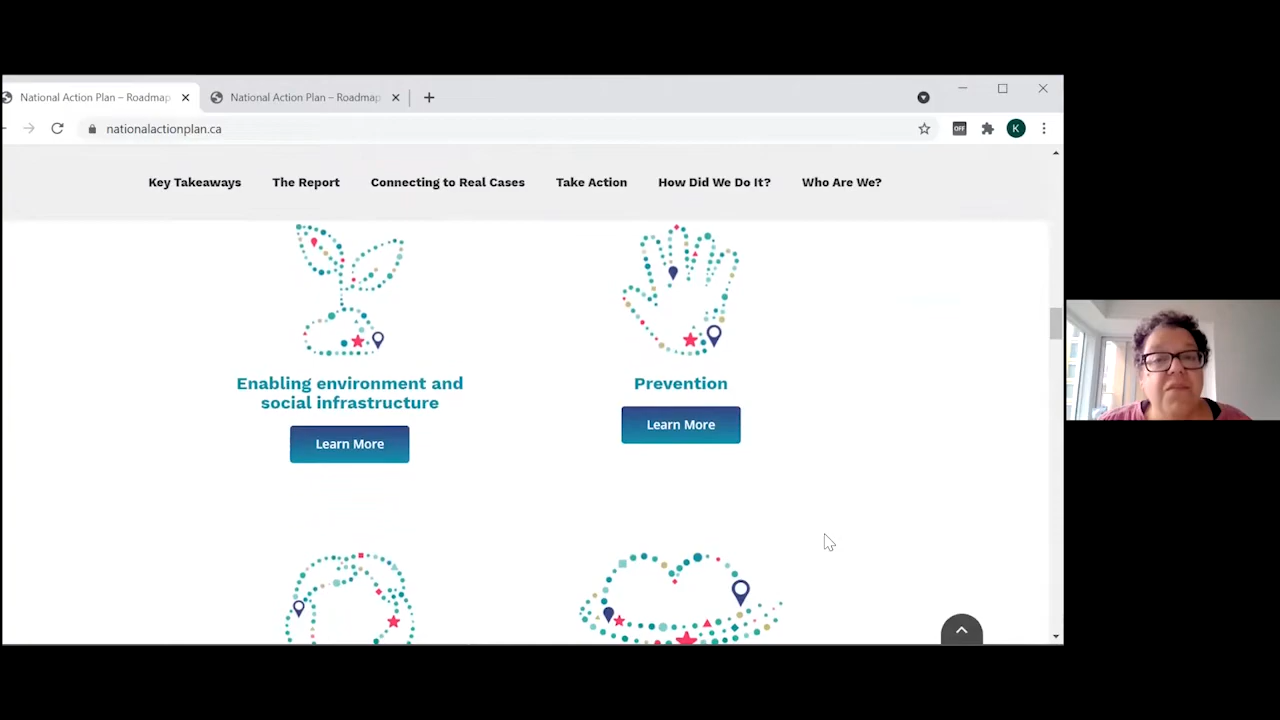 National Action Plan – Roadmap
National Action Plan – Roadmap
nationalactionplan.ca
OFF
K
Key Takeaways
The Report
Connecting to Real Cases
Take Action
How Did We Do It?
Who Are We?
Enabling environment and
social infrastructure
Learn More
Prevention
Learn More